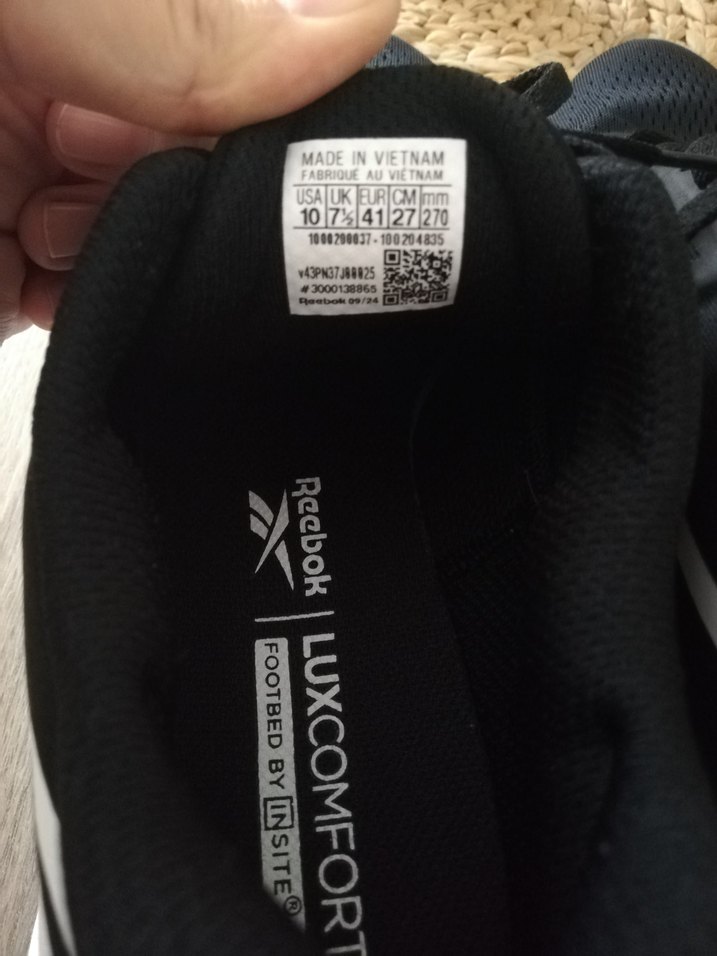 MADE IN VIETNAM
FABRIQUÉ AU VIÊTNAM
USA UK EUR CM mm
10 7½ 41 27 270
1000290037-100204835
v43PN37J00025
#3000138865
Reebok 09/24
Reebok | LUXCOMFORT
FOOTBED BY INSITE®